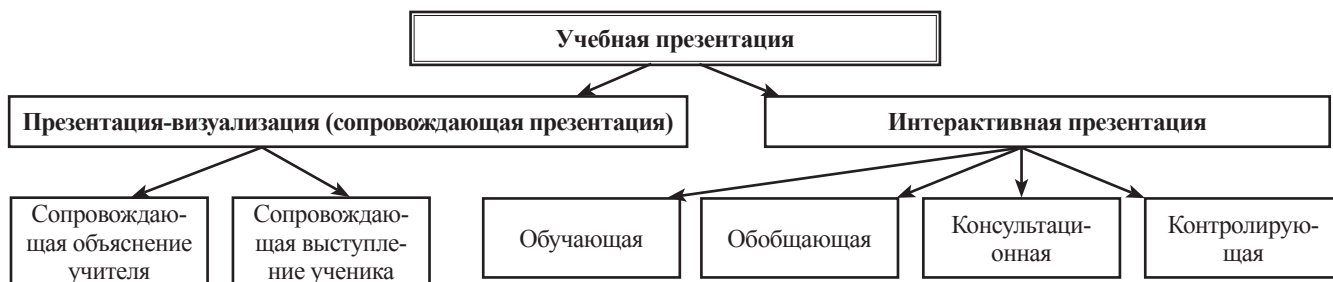 Учебная презентация
Презентация-визуализация (сопровождающая презентация)
Интерактивная презентация
Сопровождаю-
щая объяснение
учителя
Сопровождаю-
щая выступле-
ние ученика
Обучающая
Обобщающая
Консультаци-
онная
Контролирую-
щая